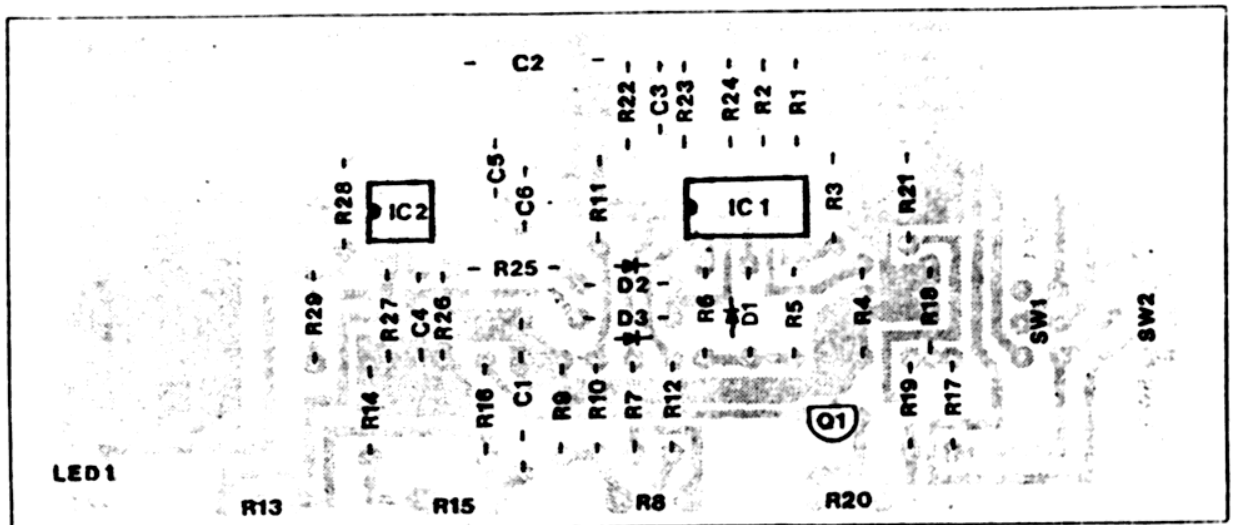 C2
R22
C3
R23
R24
R2
R1
R28
IC2
C5
C6
R11
IC1
R3
R21
R29
R27
C4
R26
R25
D2
D3
R6
D1
R5
R4
R18
SW1
SW2
R14
R16
C1
R9
R10
R7
R12
Q1
R19
R17
LED1
R13
R15
R8
R20